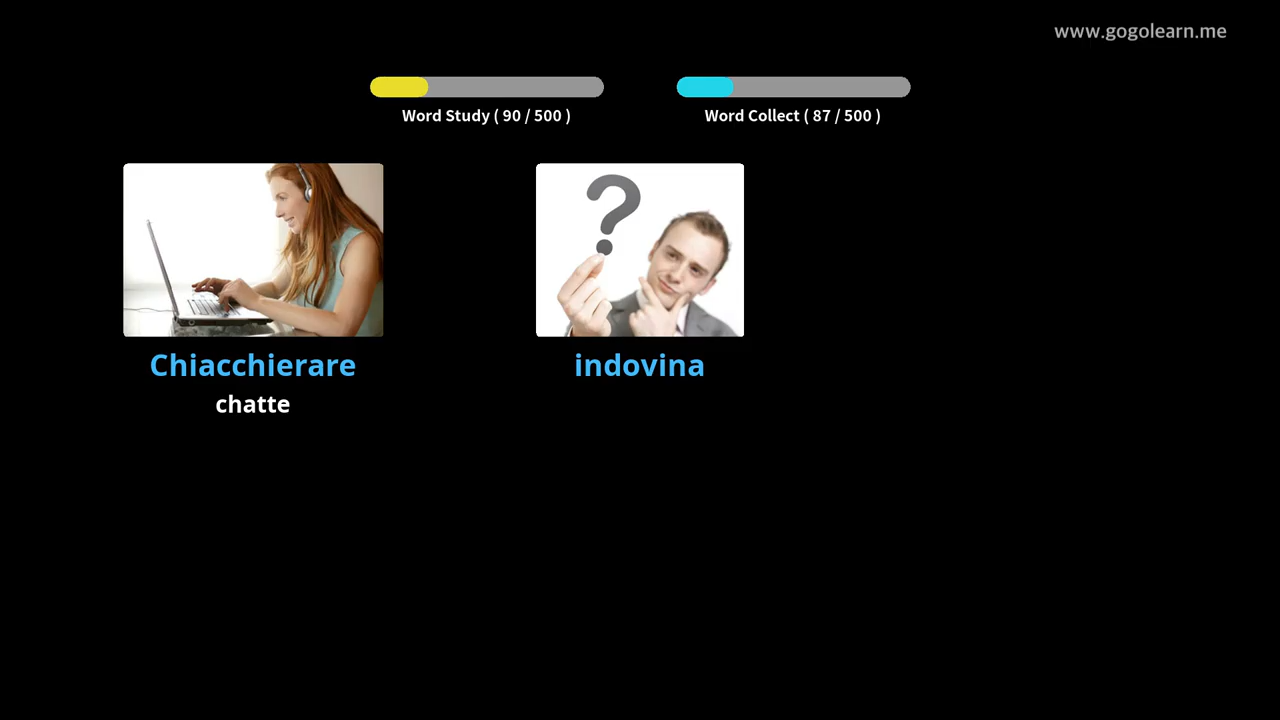 www.gogolearn.me
Word Study ( 90 / 500 )
Word Collect ( 87 / 500 )
Chiacchierare
chatte
indovina